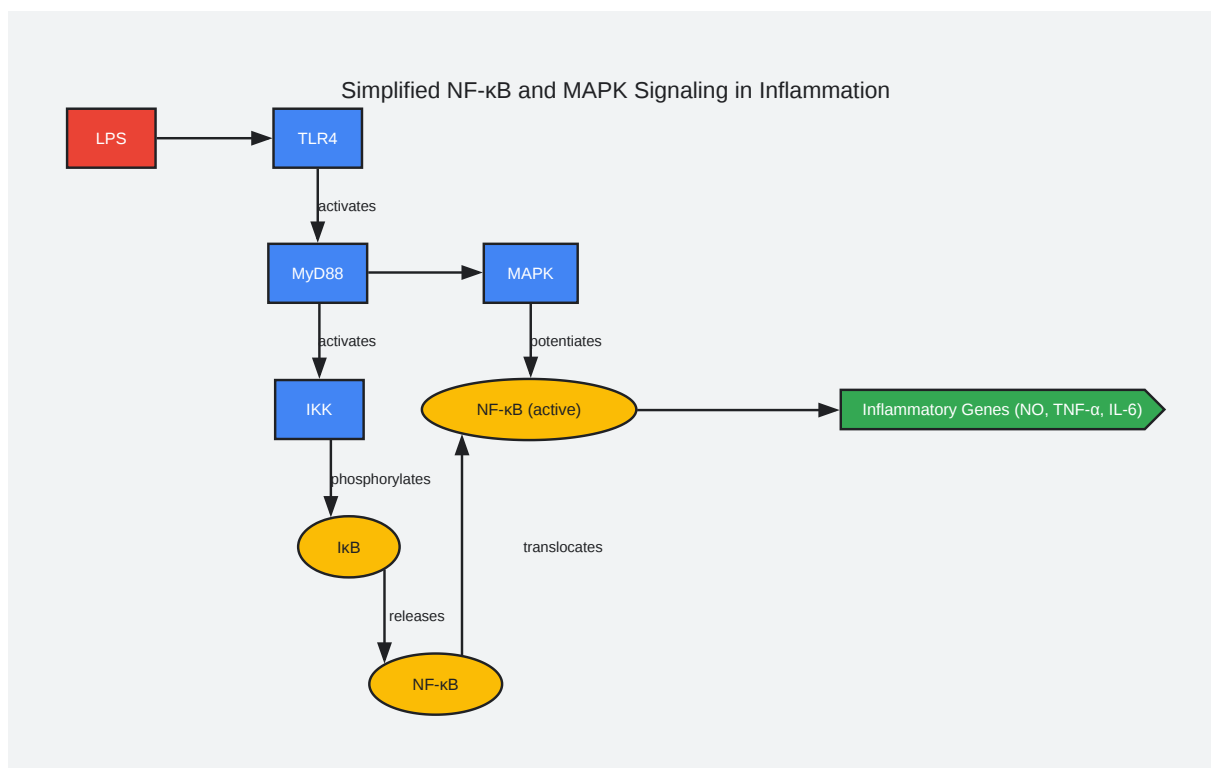 Simplified NF-κB and MAPK Signaling in Inflammation
LPS
TLR4
activates
MyD88
MAPK
activates
potentiates
IKK
NF-κB (active)
Inflammatory Genes (NO, TNF-α, IL-6)
phosphorylates
IκB
translocates
releases
NF-κB